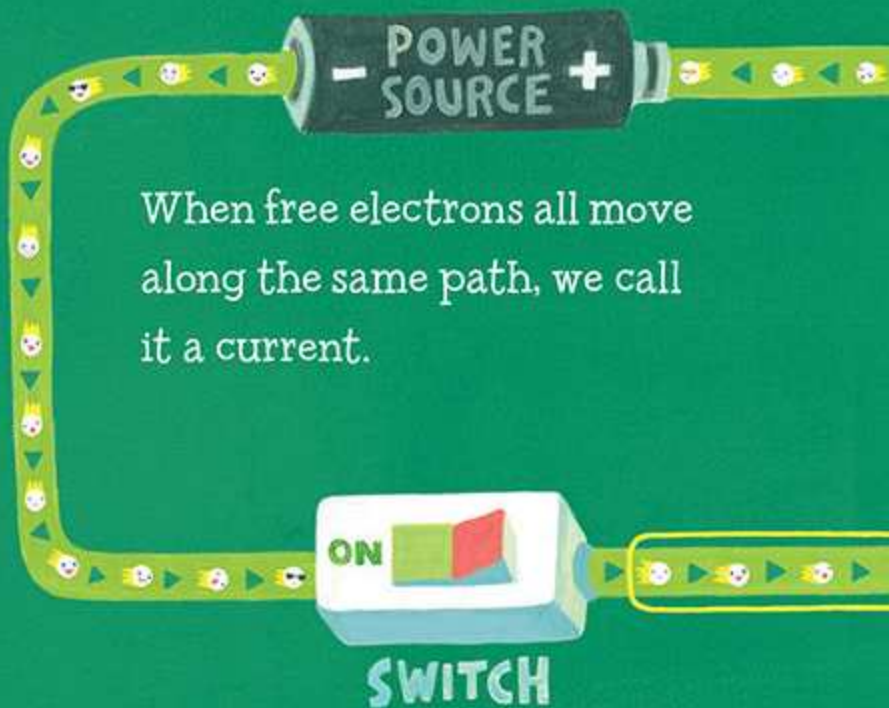 - POWER +
SOURCE
When free electrons all move
along the same path, we call
it a current.
ON
SWITCH